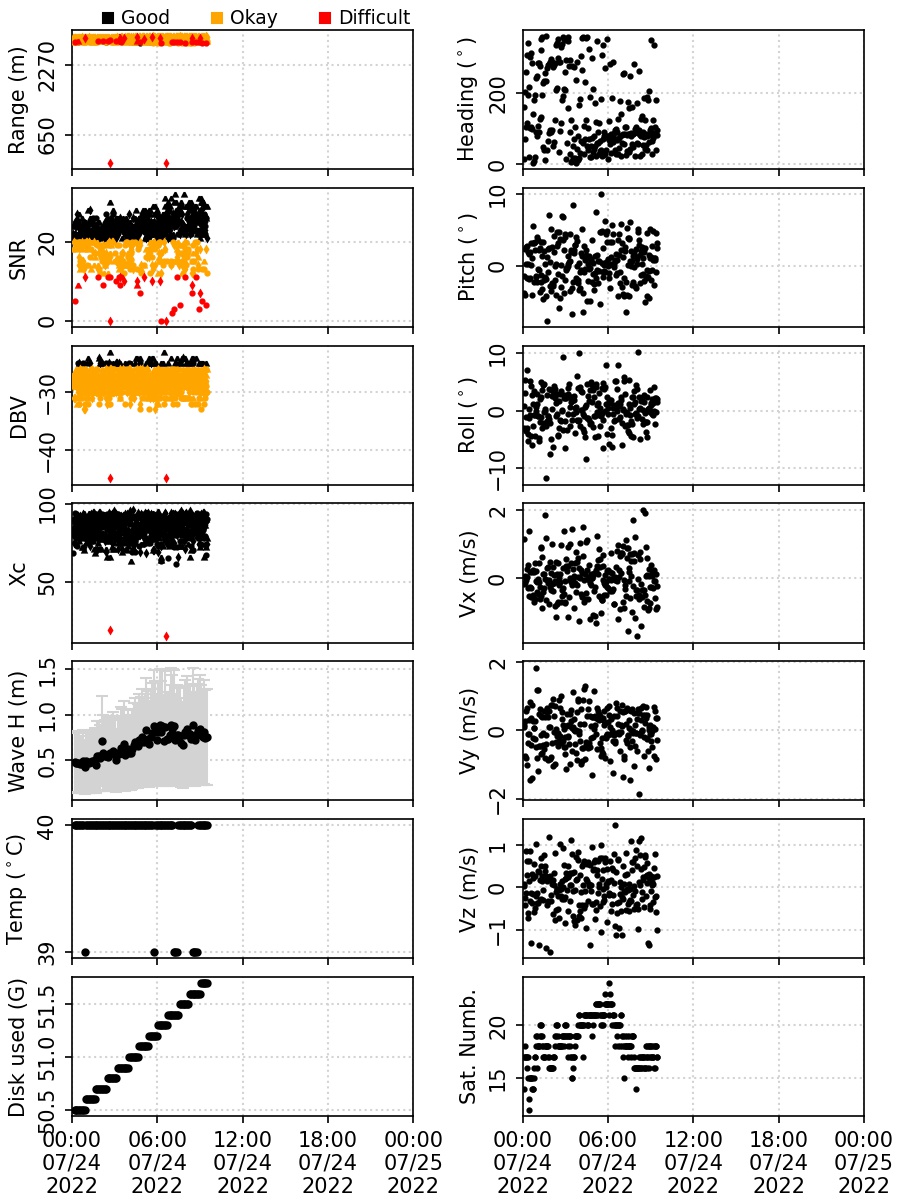 Good Okay Difficult
Range (m)
2270
650
Heading (°)
200
0
SNR
20
0
Pitch (°)
10
0
DBV
−30
−40
Roll (°)
10
0
−10
Xc
100
50
Vx (m/s)
2
0
Wave H (m)
1.5
1.0
0.5
Vy (m/s)
2
0
−2
Temp (°C)
40
39
Vz (m/s)
1
0
−1
Disk used (G)
51.5
51.0
50.5
Sat. Numb.
20
15
00:00 06:00 12:00 18:00 00:00
07/24 07/24 07/24 07/24 07/25
2022 2022 2022 2022 2022
00:00 06:00 12:00 18:00 00:00
07/24 07/24 07/24 07/24 07/25
2022 2022 2022 2022 2022